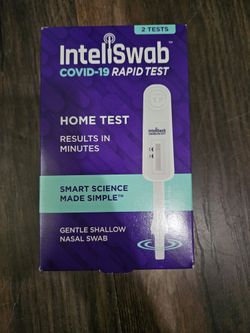 2 TESTS
InteliSwab™
COVID-19 RAPID TEST
HOME TEST
RESULTS IN
MINUTES
InteliSwab
SMART SCIENCE
MADE SIMPLE™
GENTLE SHALLOW
NASAL SWAB